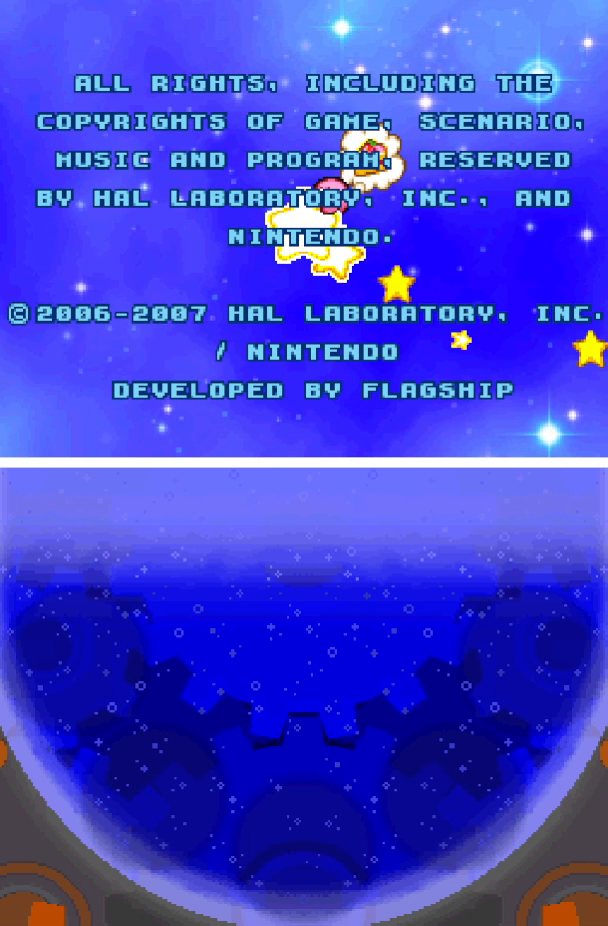 ALL RIGHTS, INCLUDING THE
COPYRIGHTS OF GAME, SCENARIO,
MUSIC AND PROGRAM, RESERVED
BY HAL LABORATORY, INC., AND
NINTENDO.
©2006-2007 HAL LABORATORY, INC.
/ NINTENDO
DEVELOPED BY FLAGSHIP